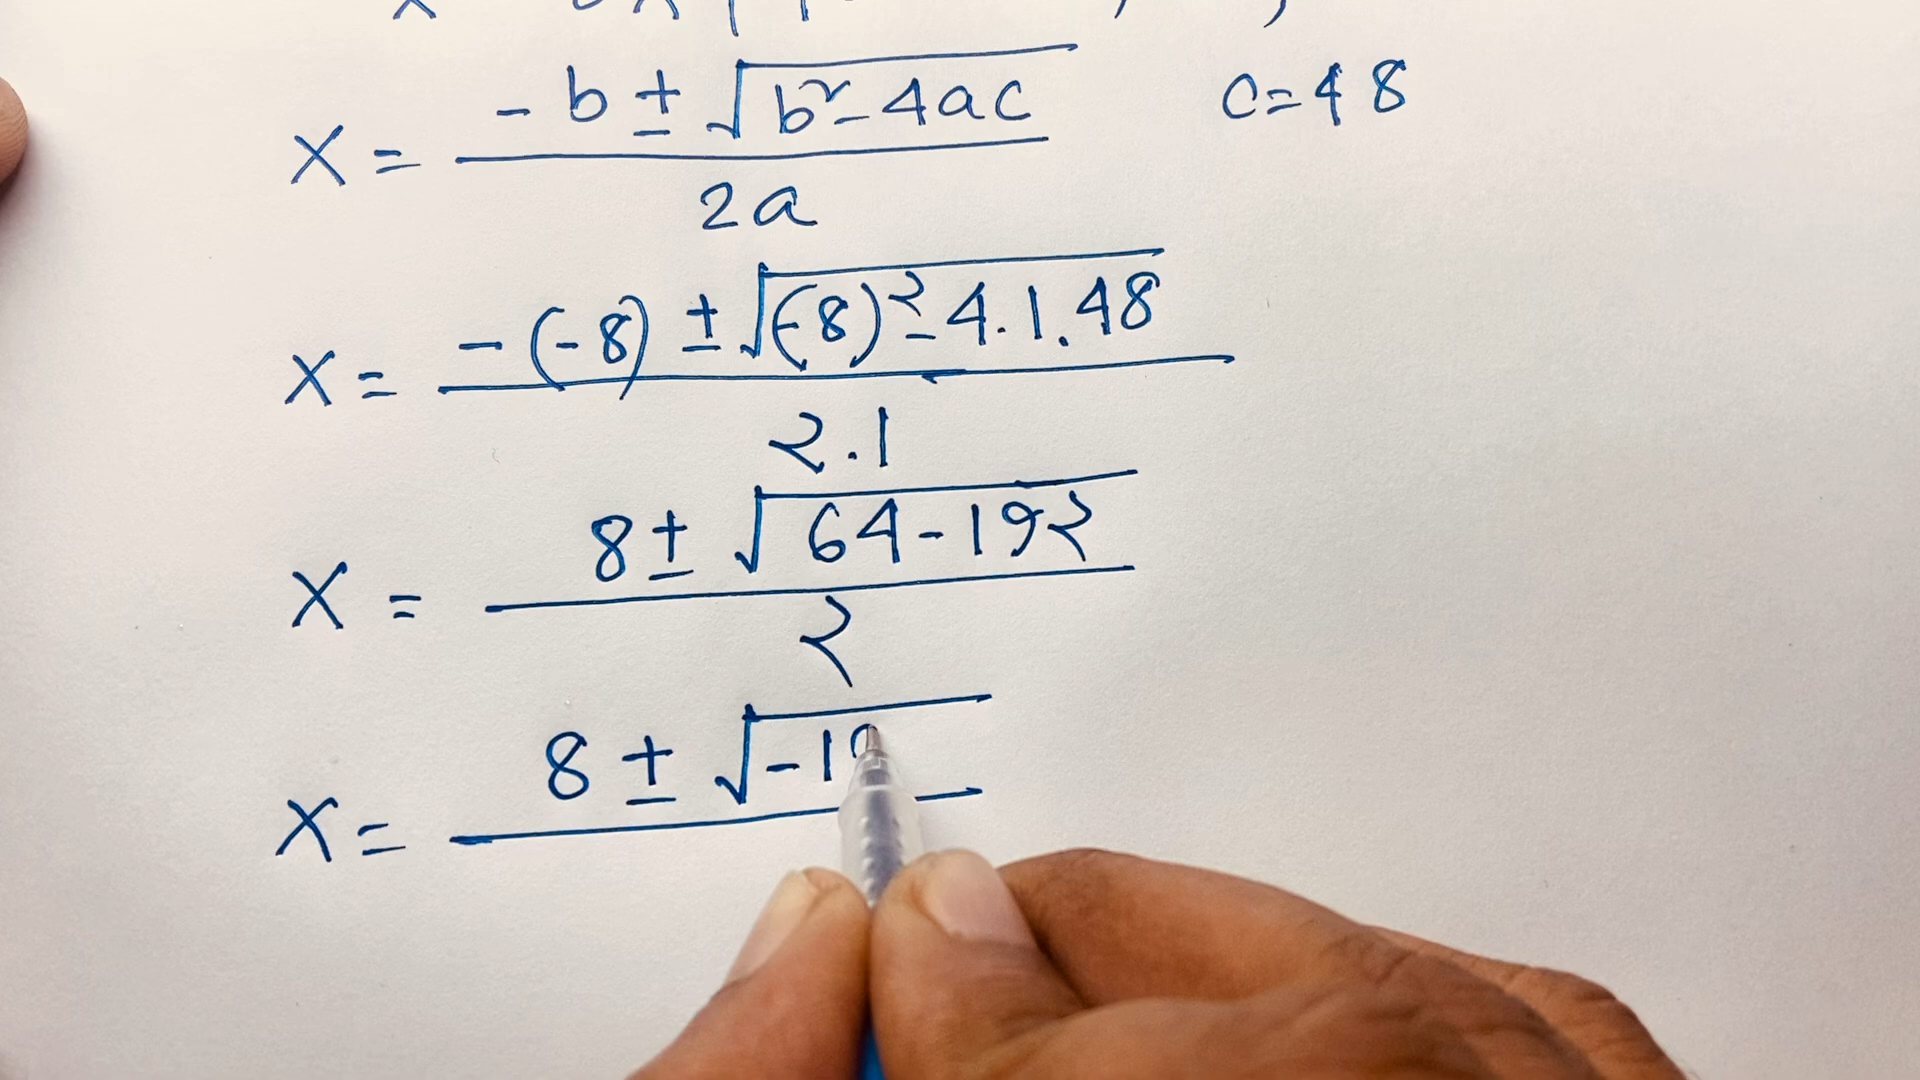 x = (-b ± √(b² - 4ac)) / 2a
c = 48
x = (-(-8) ± √((-8)² - 4.1.48)) / 2.1
x = (8 ± √(64 - 192)) / 2
x = 8 ± √-1